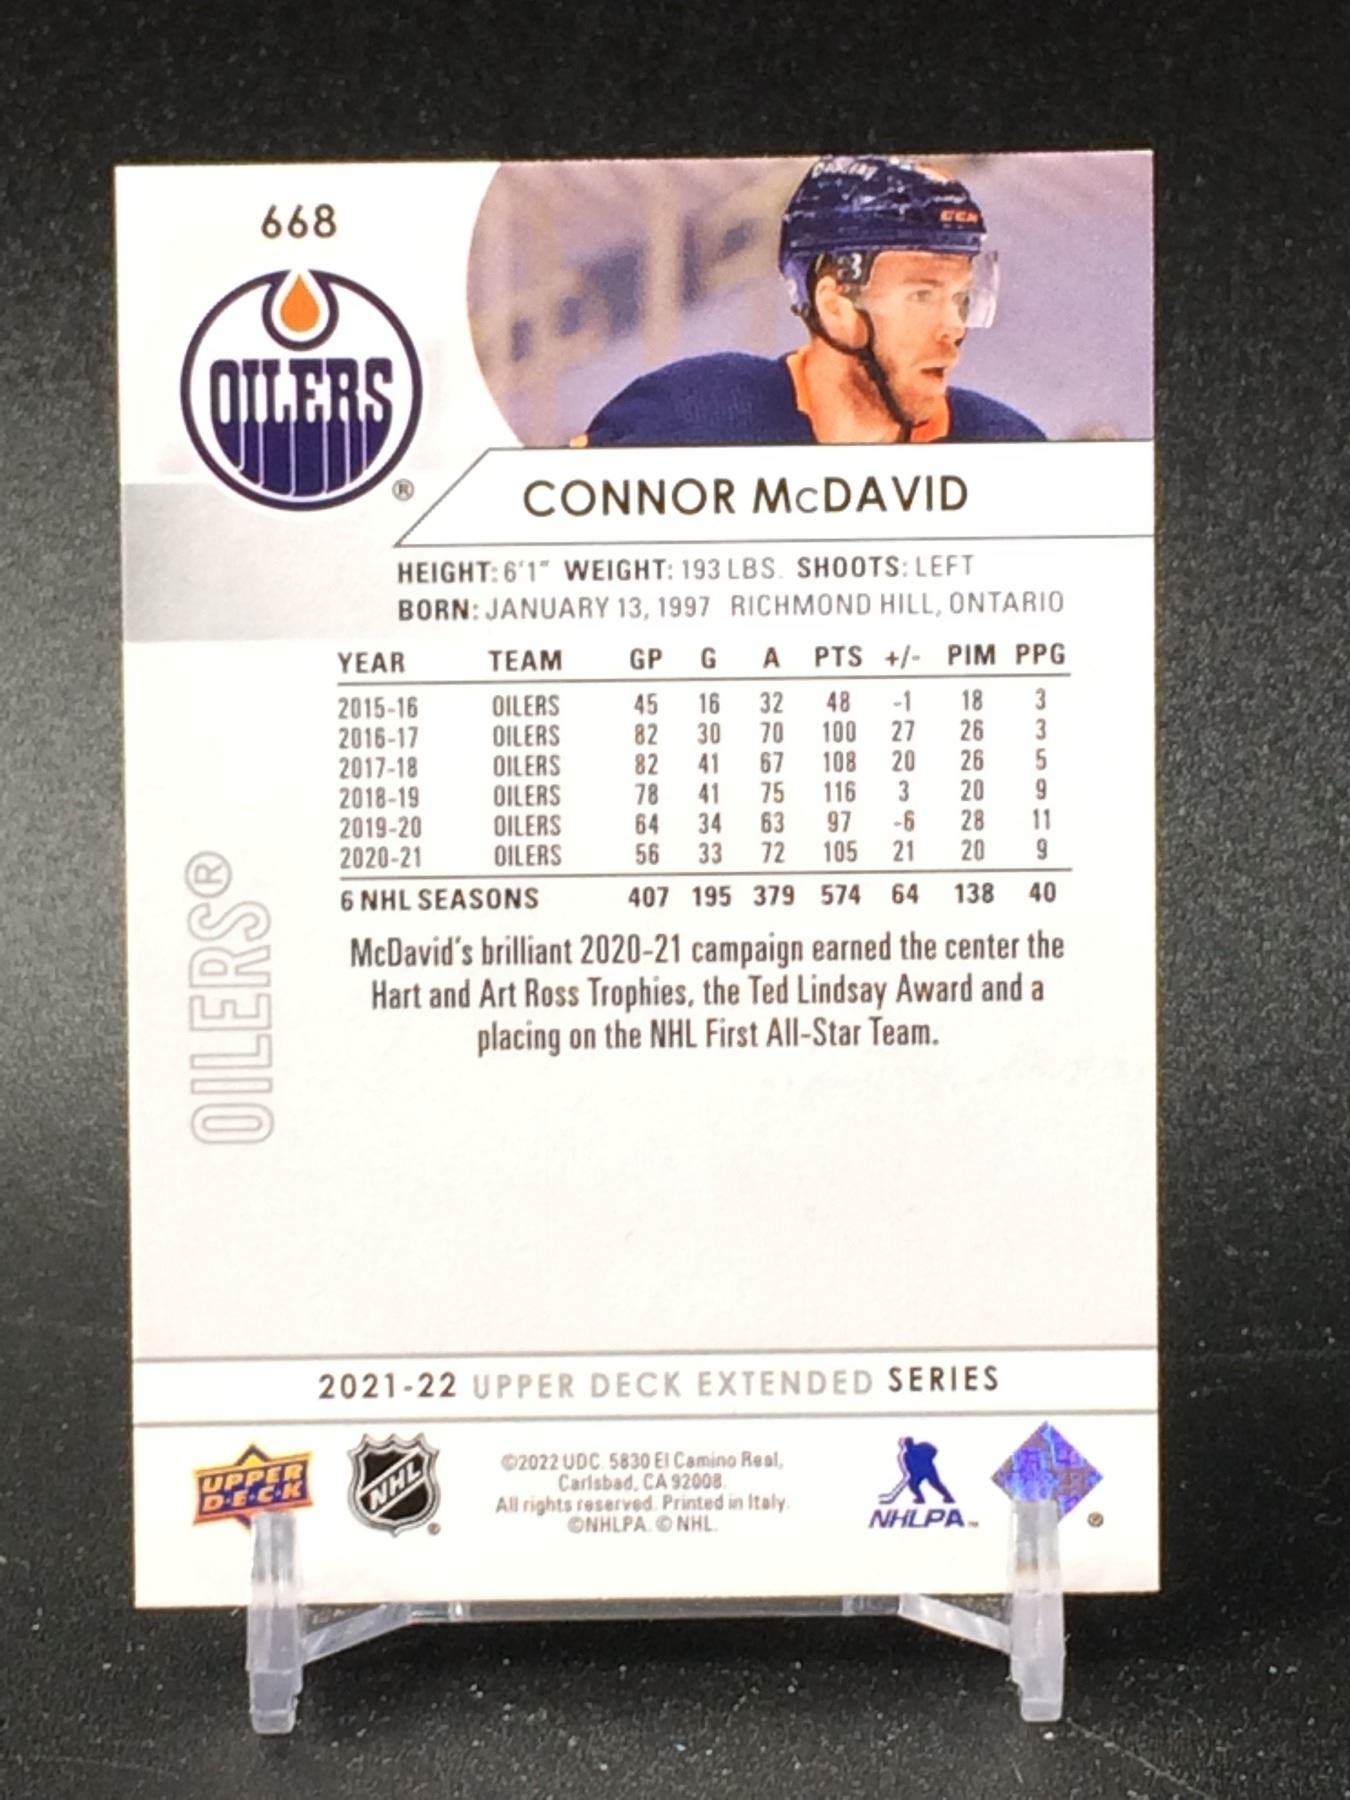 668
CCM
OILERS
®
CONNOR McDAVID
HEIGHT: 6'1" WEIGHT: 193 LBS. SHOOTS: LEFT
BORN: JANUARY 13, 1997 RICHMOND HILL, ONTARIO
YEAR TEAM GP G A PTS +/- PIM PPG
2015-16 OILERS 45 16 32 48 -1 18 3
2016-17 OILERS 82 30 70 100 27 26 3
2017-18 OILERS 82 41 67 108 20 26 5
2018-19 OILERS 78 41 75 116 3 20 9
2019-20 OILERS 64 34 63 97 -6 28 11
2020-21 OILERS 56 33 72 105 21 20 9
6 NHL SEASONS 407 195 379 574 64 138 40
OILERS®
McDavid's brilliant 2020-21 campaign earned the center the
Hart and Art Ross Trophies, the Ted Lindsay Award and a
placing on the NHL First All-Star Team.
2021-22 UPPER DECK EXTENDED SERIES
UPPER
D·E·C·K
NHL
®
©2022 UDC. 5830 El Camino Real,
Carlsbad, CA 92008.
All rights reserved. Printed in Italy.
©NHLPA. © NHL.
NHLPA™
®